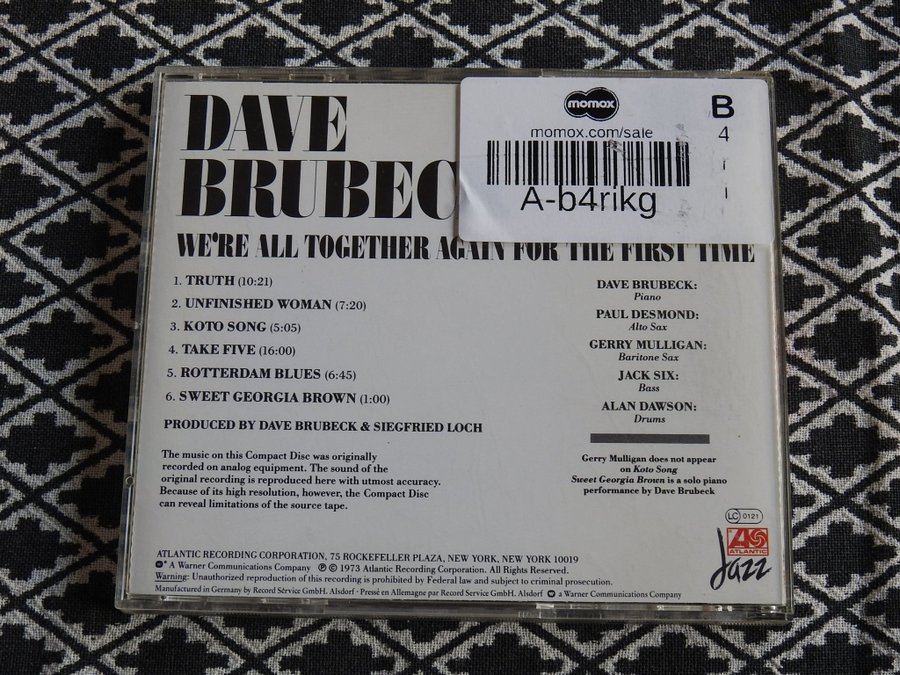 DAVE
BRUBEC
momox
momox.com/sale
A-b4rikg
B
4
r
i
WE'RE ALL TOGETHER AGAIN FOR THE FIRST TIME
1. TRUTH (10:21)
2. UNFINISHED WOMAN (7:20)
3. KOTO SONG (5:05)
4. TAKE FIVE (16:00)
5. ROTTERDAM BLUES (6:45)
6. SWEET GEORGIA BROWN (1:00)
PRODUCED BY DAVE BRUBECK & SIEGFRIED LOCH
The music on this Compact Disc was originally
recorded on analog equipment. The sound of the
original recording is reproduced here with utmost accuracy.
Because of its high resolution, however, the Compact Disc
can reveal limitations of the source tape.
DAVE BRUBECK:
Piano
PAUL DESMOND:
Alto Sax
GERRY MULLIGAN:
Baritone Sax
JACK SIX:
Bass
ALAN DAWSON:
Drums
Gerry Mulligan does not appear
on Koto Song
Sweet Georgia Brown is a solo piano
performance by Dave Brubeck
LC 0121
ATLANTIC
Jazz
ATLANTIC RECORDING CORPORATION, 75 ROCKEFELLER PLAZA, NEW YORK, NEW YORK 10019
® A Warner Communications Company ℗ © 1973 Atlantic Recording Corporation. All Rights Reserved.
Warning: Unauthorized reproduction of this recording is prohibited by Federal law and subject to criminal prosecution.
Manufactured in Germany by Record Service GmbH. Alsdorf · Pressé en Allemagne par Record Service GmbH. Alsdorf a Warner Communications Company